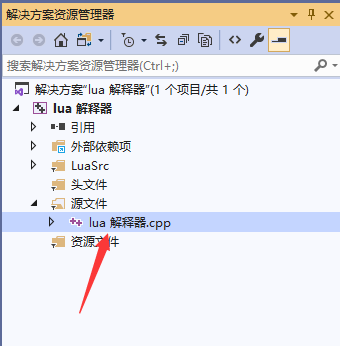 解决方案资源管理器
搜索解决方案资源管理器(Ctrl+;)
解决方案"lua 解释器"(1 个项目/共 1 个)
lua 解释器
引用
外部依赖项
LuaSrc
头文件
源文件
lua 解释器.cpp
资源文件